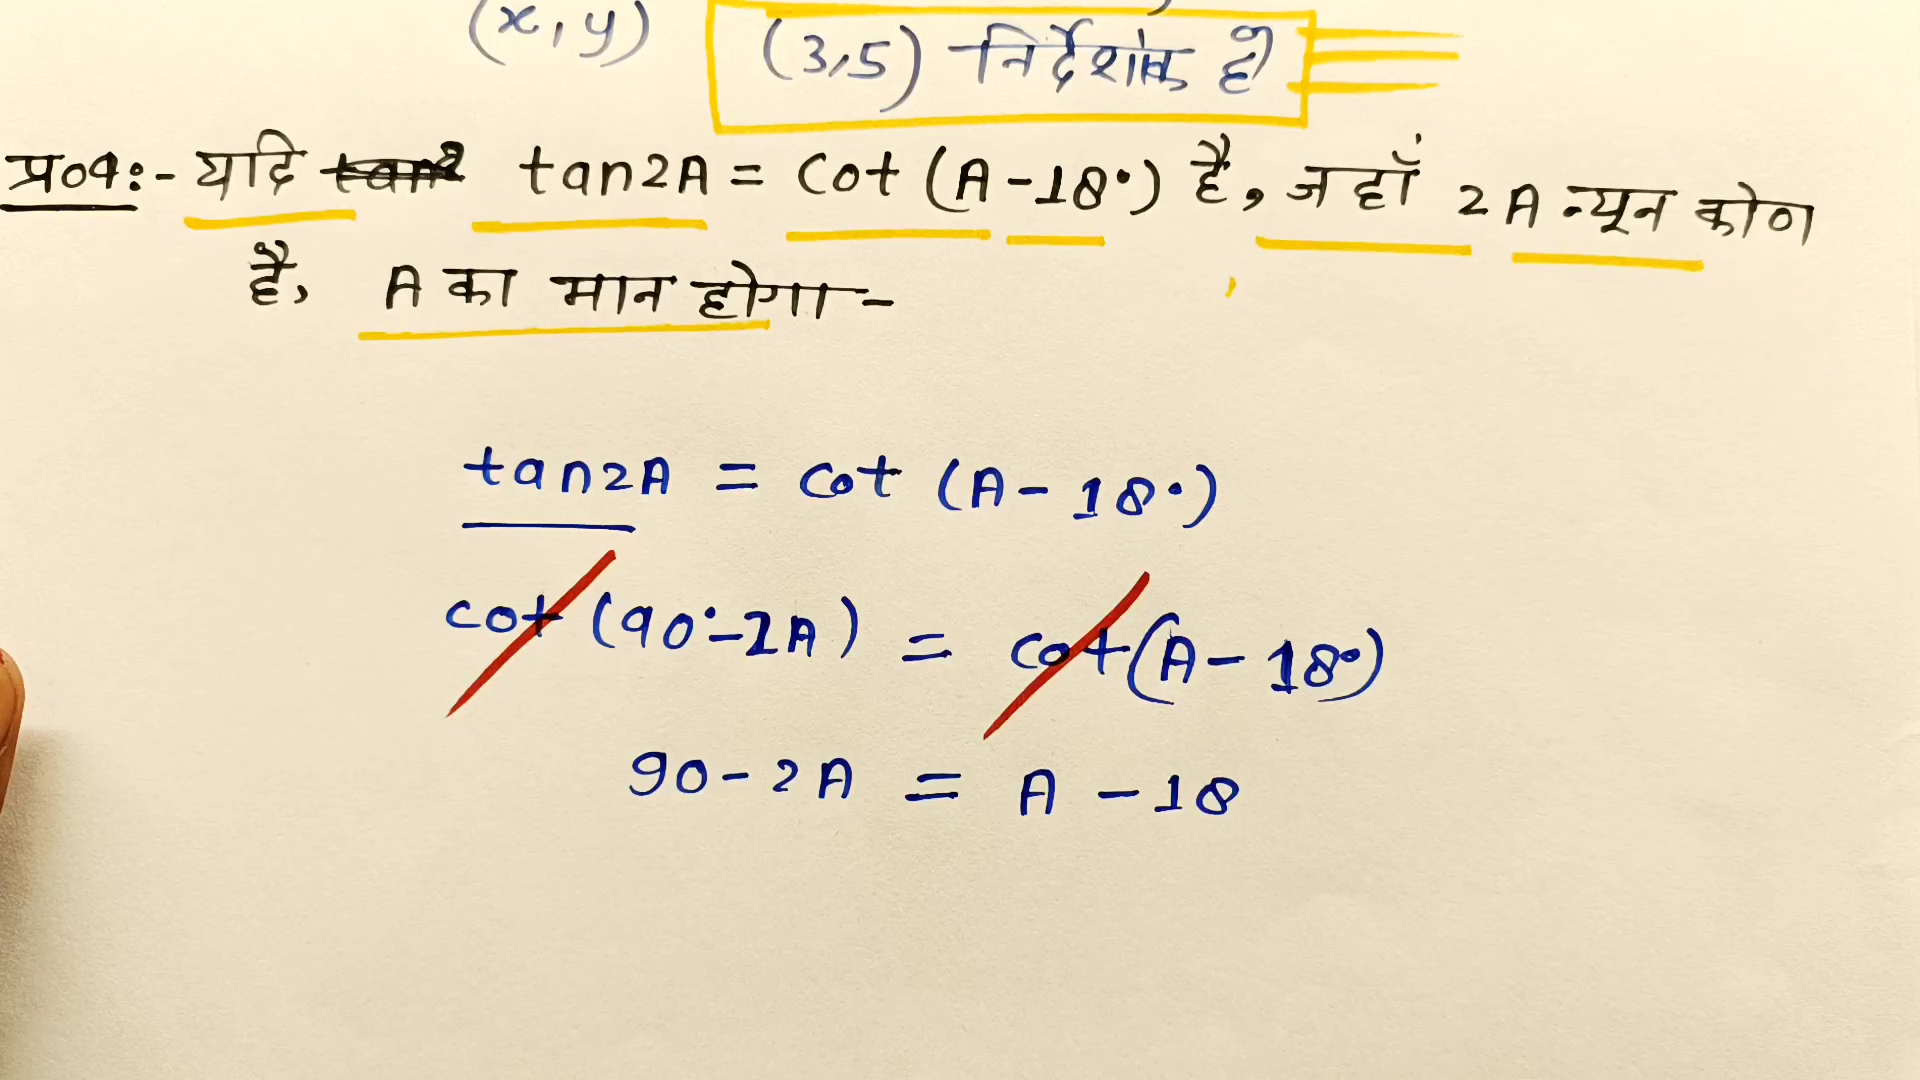 (x,y) (3,5) निर्देशांक है
प्र०9:- यदि tan2A = Cot (A-18°) है, जहाँ 2A न्यून कोण
है, A का मान होगा -
tan2A = Cot (A-18°)
cot (90°-2A) = cot (A-18°)
90-2A = A-18